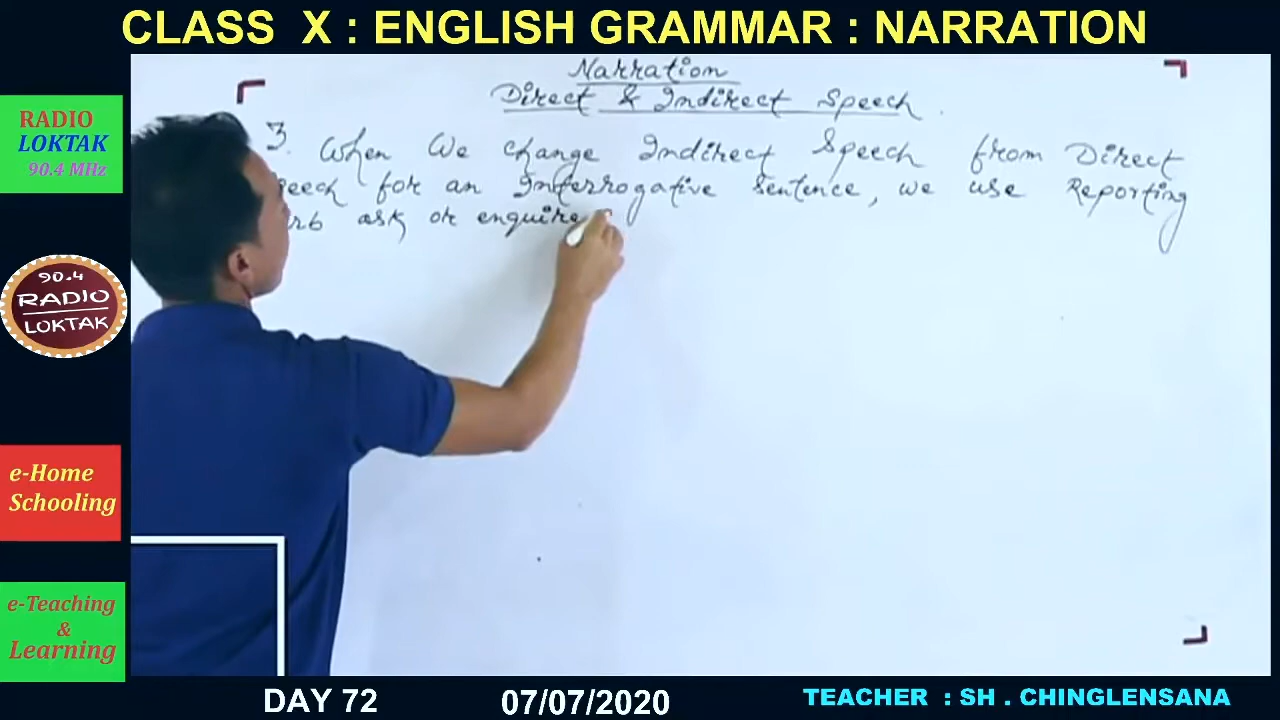 CLASS X : ENGLISH GRAMMAR : NARRATION
Narration
Direct & Indirect Speech
3. When We change Indirect Speech from Direct
eech for an Interrogative sentence, we use Reporting
rb ask or enquire
RADIO
LOKTAK
90.4 MHz
90.4
RADIO
LOKTAK
e-Home
Schooling
e-Teaching
&
Learning
DAY 72
07/07/2020
TEACHER : SH . CHINGLENSANA